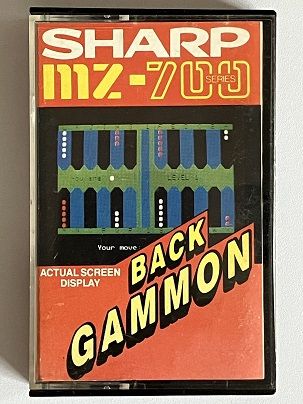 SHARP
mz-700
SERIES
LEVEL-1
Your move
ACTUAL SCREEN
DISPLAY
BACK
GAMMON